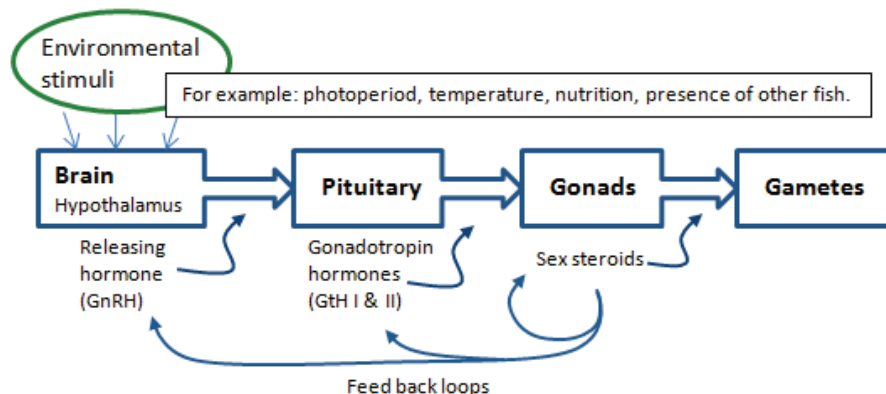 Environmental
stimuli
For example: photoperiod, temperature, nutrition, presence of other fish.
Brain
Hypothalamus
Pituitary
Gonads
Gametes
Releasing
hormone
(GnRH)
Gonadotropin
hormones
(GtH I & II)
Sex steroids
Feed back loops